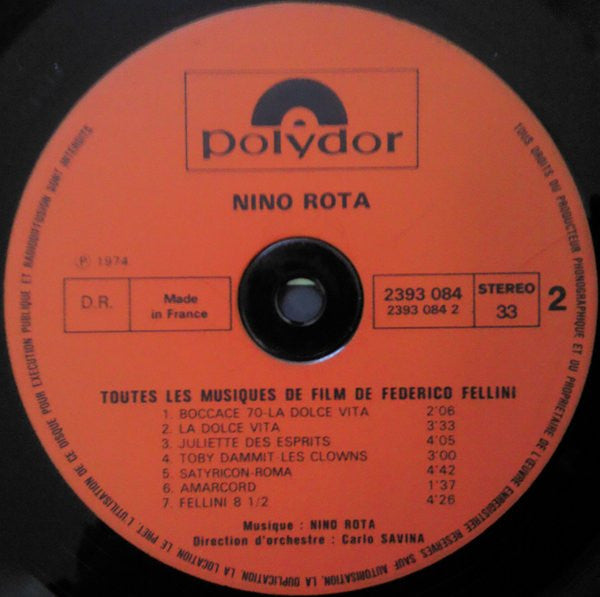 polydor
NINO ROTA
℗ 1974
D.R.
Made
in France
2393 084
2393 084 2
STEREO
33
2
TOUTES LES MUSIQUES DE FILM DE FEDERICO FELLINI
1. BOCCACE 70-LA DOLCE VITA 2'06
2. LA DOLCE VITA 3'33
3. JULIETTE DES ESPRITS 4'05
4. TOBY DAMMIT LES CLOWNS 3'00
5. SATYRICON-ROMA 4'42
6. AMARCORD 1'37
7. FELLINI 8 1/2 4'26
Musique : NINO ROTA
Direction d'orchestre : Carlo SAVINA
TOUS DROITS DU PRODUCTEUR PHONOGRAPHIQUE ET DU PROPRIETAIRE DE L'ŒUVRE ENREGISTREE RESERVES SAUF AUTORISATION, LA DUPLICATION, LA LOCATION, LE PRET L'UTILISATION DE CE DISQUE POUR EXECUTION PUBLIQUE ET RADIODIFFUSION SONT INTERDITS